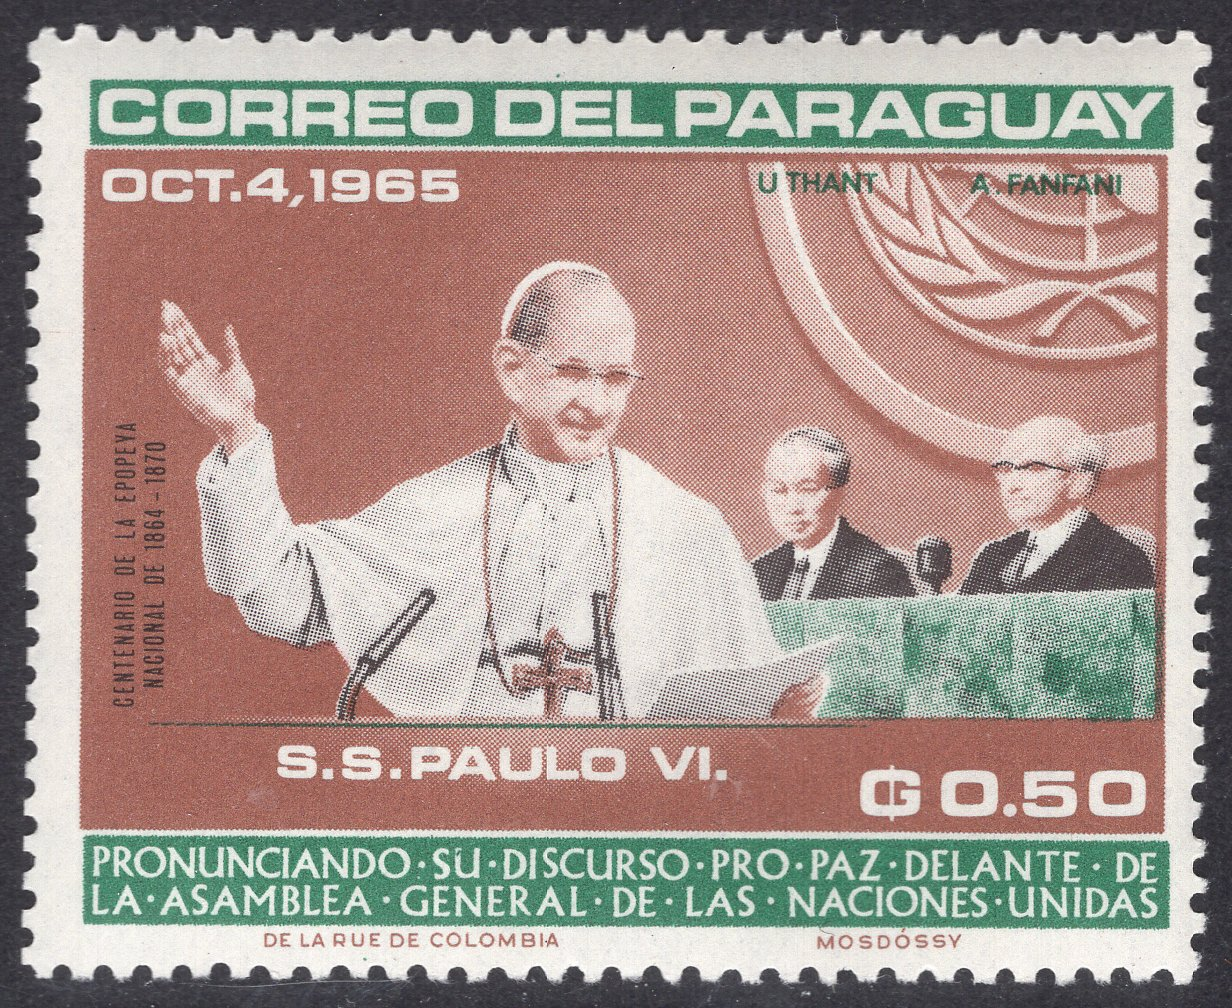 CORREO DEL PARAGUAY
OCT.4,1965
U THANT A. FANFANI
CENTENARIO DE LA EPOPEYA
NACIONAL DE 1864-1870
S.S.PAULO VI.
₲ 0.50
PRONUNCIANDO·SU·DISCURSO·PRO·PAZ·DELANTE·DE
LA·ASAMBLEA·GENERAL·DE·LAS·NACIONES·UNIDAS
DE LA RUE DE COLOMBIA MOSDÓSSY